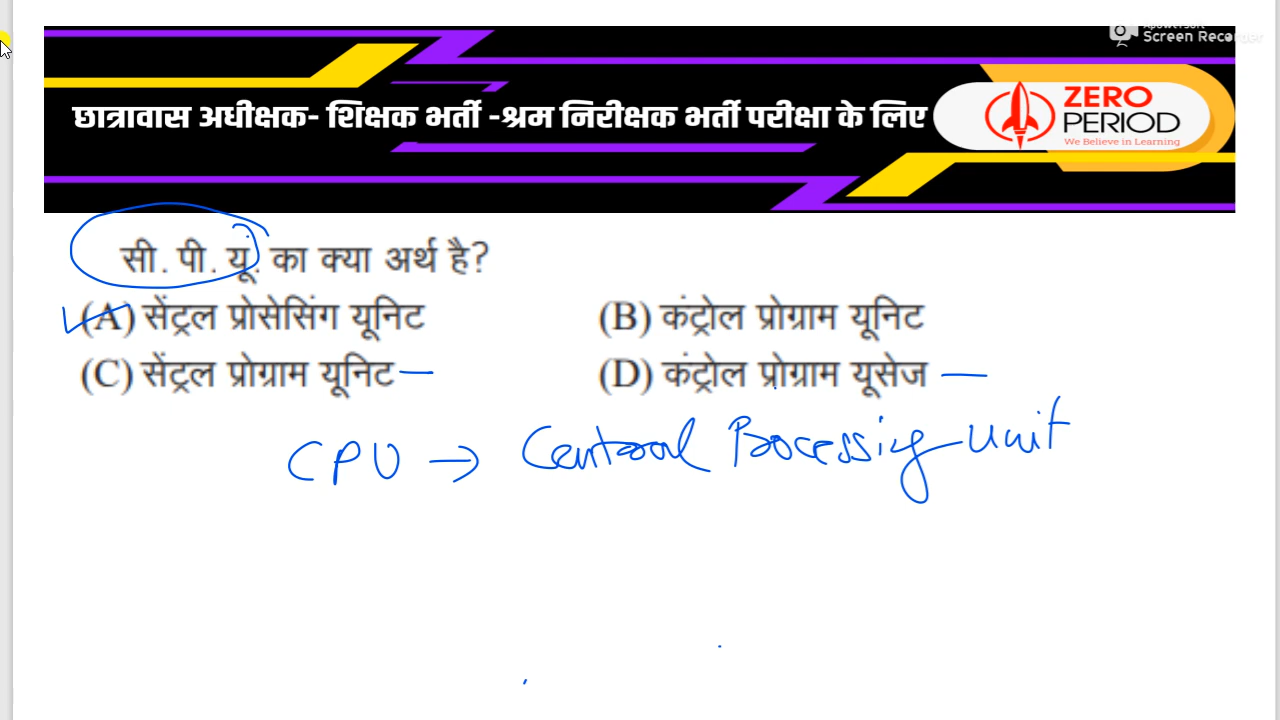 Apowersoft
Screen Recorder
छात्रावास अधीक्षक- शिक्षक भर्ती -श्रम निरीक्षक भर्ती परीक्षा के लिए
ZERO
PERIOD
We Believe in Learning
सी. पी. यू. का क्या अर्थ है?
(A) सेंट्रल प्रोसेसिंग यूनिट
(B) कंट्रोल प्रोग्राम यूनिट
(C) सेंट्रल प्रोग्राम यूनिट
(D) कंट्रोल प्रोग्राम यूसेज
CPU → Central Processing Unit